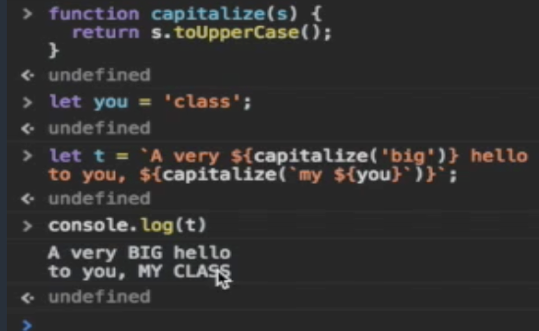 > function capitalize(s) {
return s.toUpperCase();
}
<· undefined
> let you = 'class';
<· undefined
> let t = `A very ${capitalize('big')} hello
to you, ${capitalize(`my ${you}`)}`;
<· undefined
> console.log(t)
A very BIG hello
to you, MY CLASS
<· undefined
>